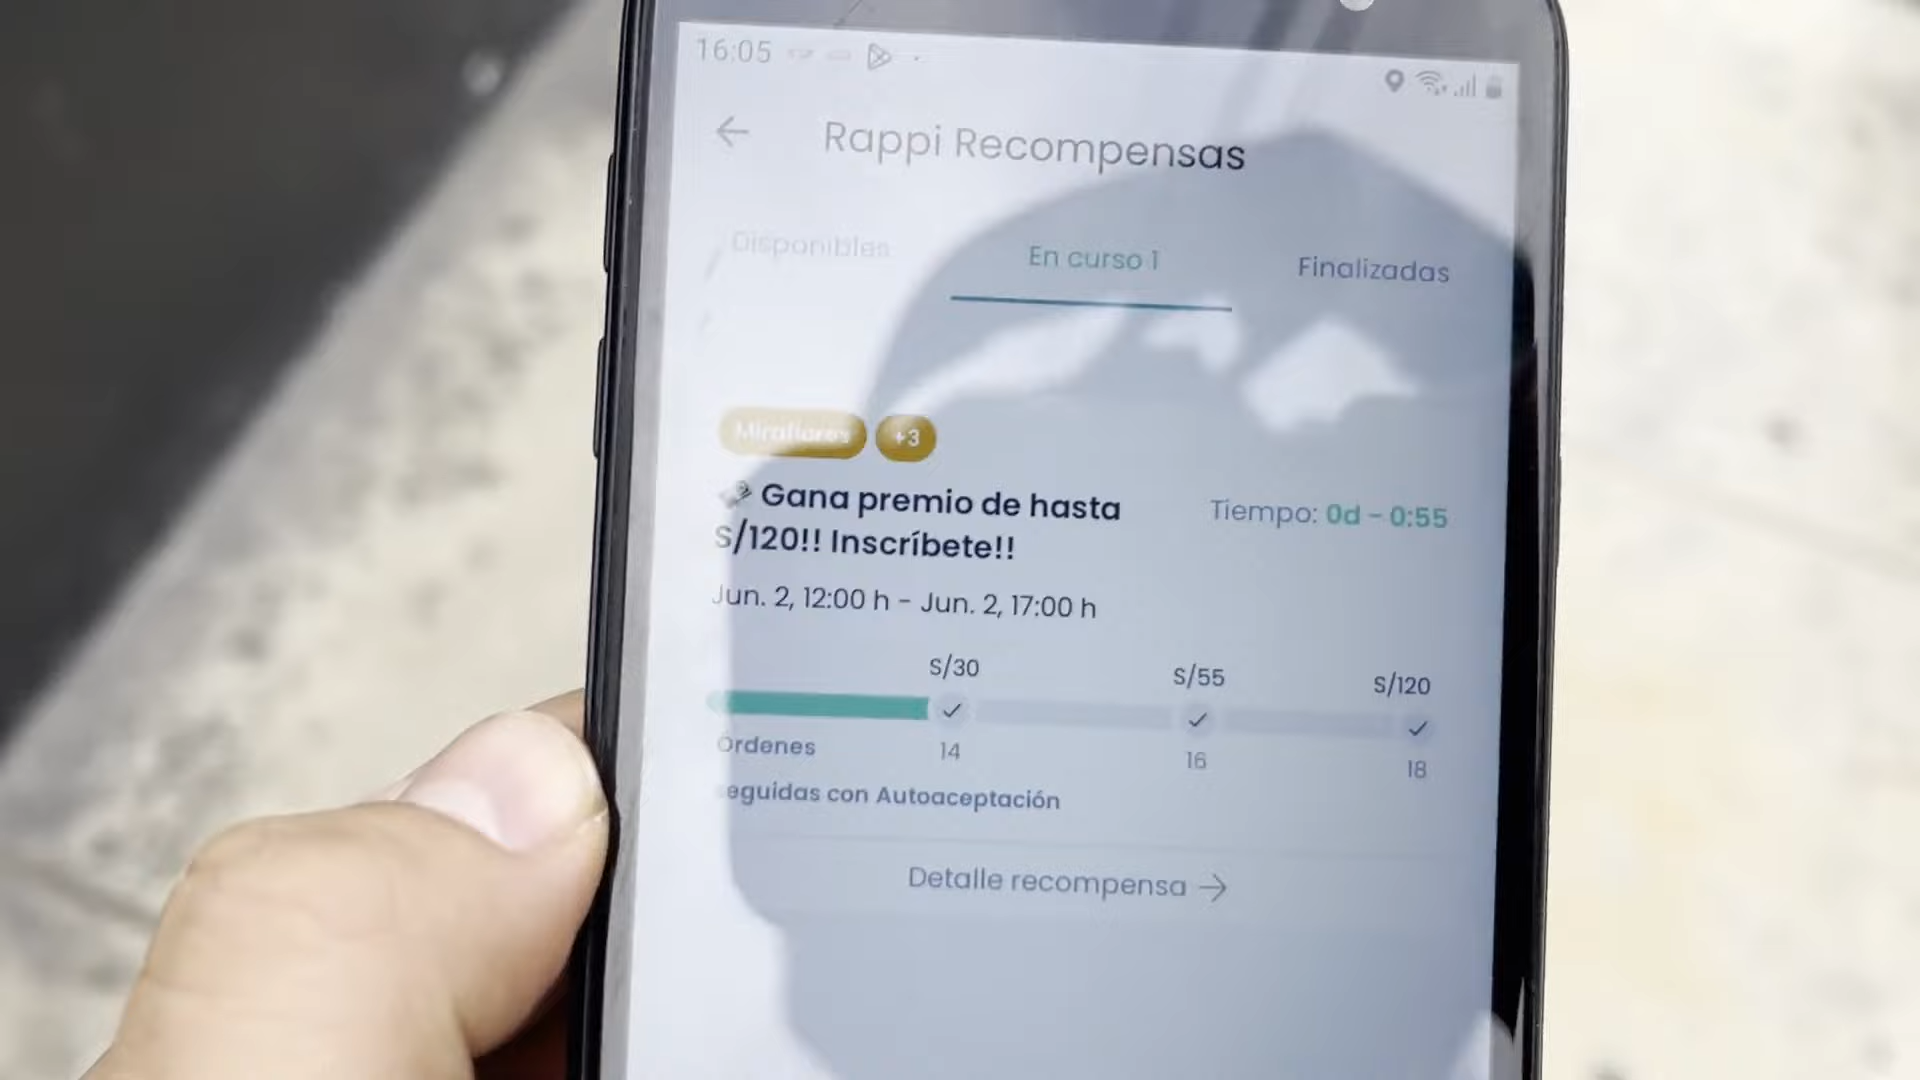 16:05
Rappi Recompensas
Disponibles
En curso 1
Finalizadas
Miraflores
+3
Gana premio de hasta
S/120!! Inscríbete!!
Tiempo: 0d - 0:55
Jun. 2, 12:00 h - Jun. 2, 17:00 h
S/30
S/55
S/120
Órdenes
14
16
18
eguidas con Autoaceptación
Detalle recompensa →